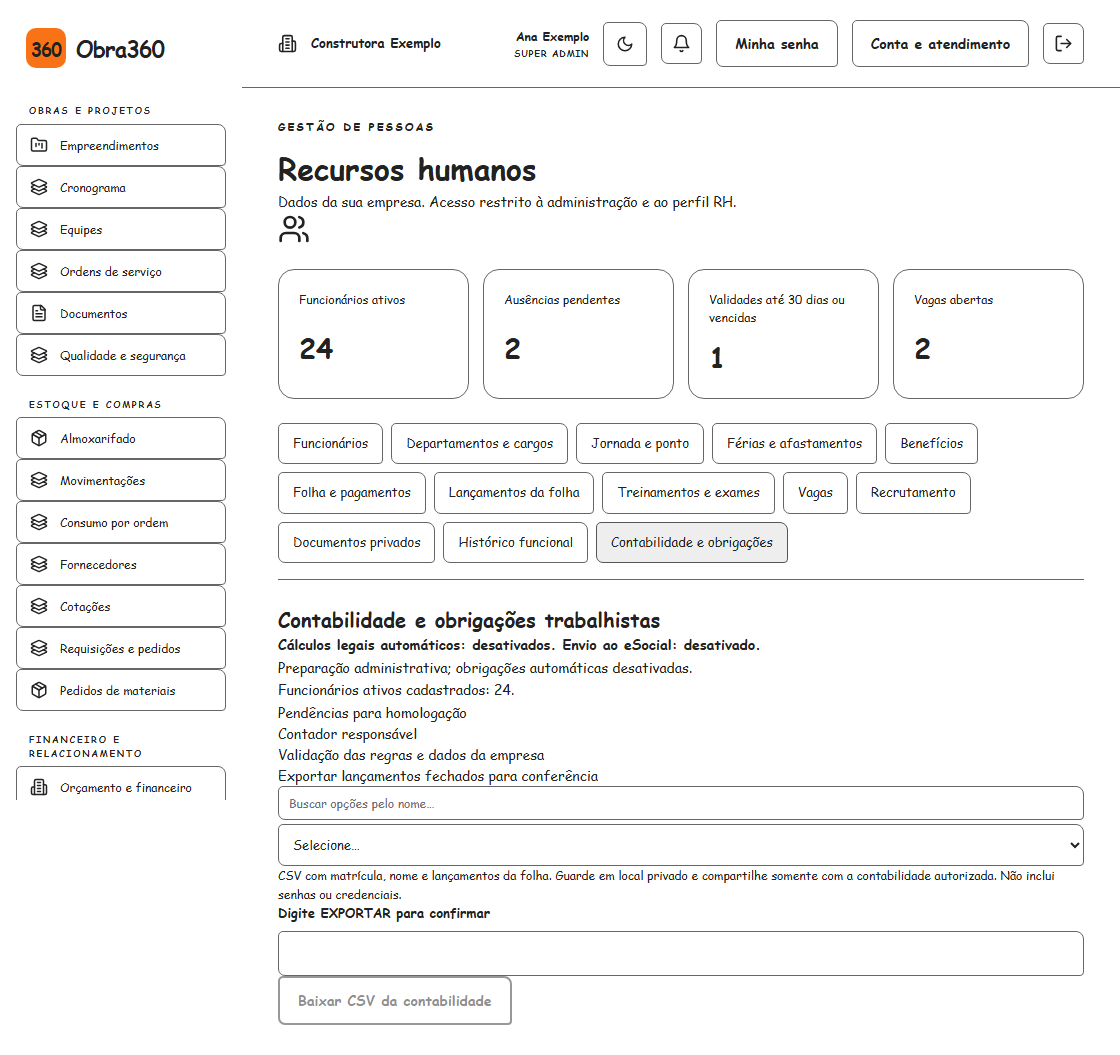 360 Obra360
Construtora Exemplo
Ana Exemplo
SUPER ADMIN
Minha senha
Conta e atendimento
OBRAS E PROJETOS
Empreendimentos
Cronograma
Equipes
Ordens de serviço
Documentos
Qualidade e segurança
ESTOQUE E COMPRAS
Almoxarifado
Movimentações
Consumo por ordem
Fornecedores
Cotações
Requisições e pedidos
Pedidos de materiais
FINANCEIRO E
RELACIONAMENTO
Orçamento e financeiro
GESTÃO DE PESSOAS
Recursos humanos
Dados da sua empresa. Acesso restrito à administração e ao perfil RH.
Funcionários ativos
24
Ausências pendentes
2
Validades até 30 dias ou
vencidas
1
Vagas abertas
2
Funcionários
Departamentos e cargos
Jornada e ponto
Férias e afastamentos
Benefícios
Folha e pagamentos
Lançamentos da folha
Treinamentos e exames
Vagas
Recrutamento
Documentos privados
Histórico funcional
Contabilidade e obrigações
Contabilidade e obrigações trabalhistas
Cálculos legais automáticos: desativados. Envio ao eSocial: desativado.
Preparação administrativa; obrigações automáticas desativadas.
Funcionários ativos cadastrados: 24.
Pendências para homologação
Contador responsável
Validação das regras e dados da empresa
Exportar lançamentos fechados para conferência
Buscar opções pelo nome...
Selecione...
CSV com matrícula, nome e lançamentos da folha. Guarde em local privado e compartilhe somente com a contabilidade autorizada. Não inclui
senhas ou credenciais.
Digite EXPORTAR para confirmar
Baixar CSV da contabilidade